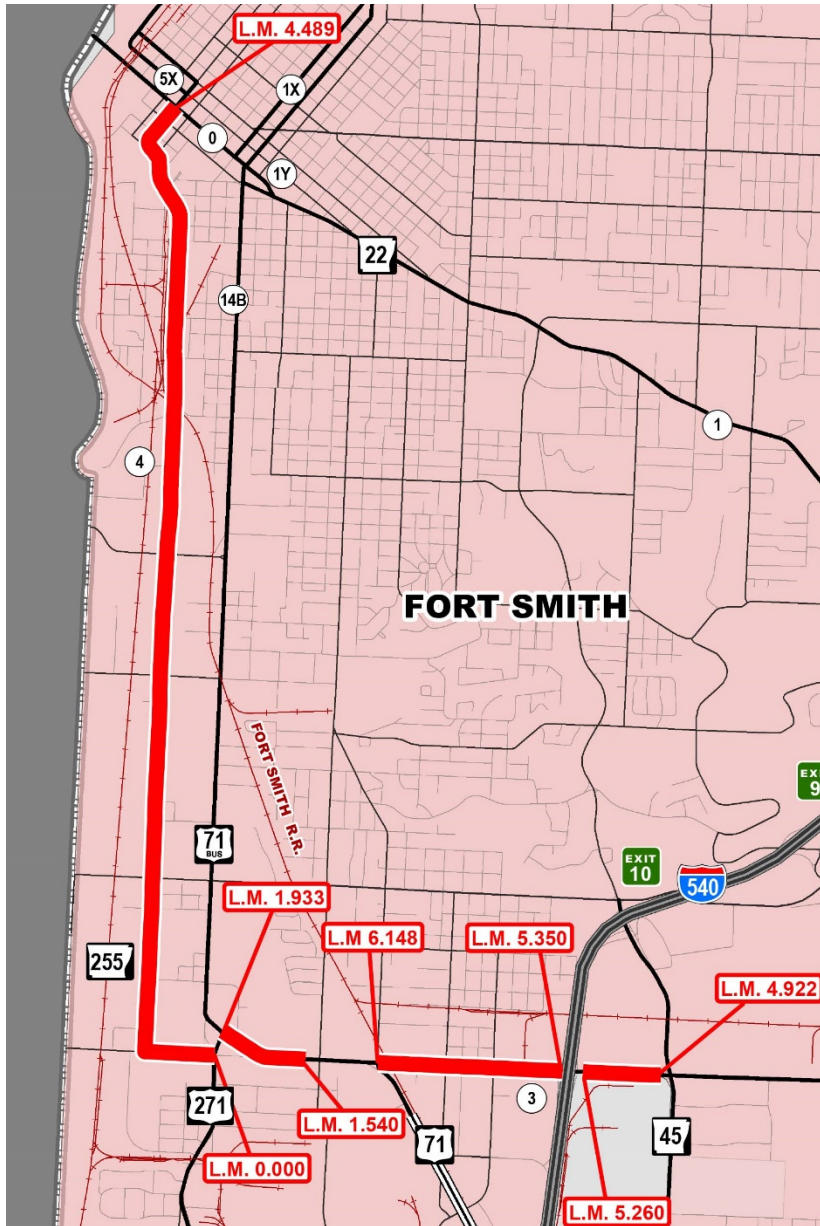 L.M. 4.489
5X
1X
0
1Y
22
14B
1
4
FORT SMITH
FORT SMITH R.R.
EXIT
9
71
BUS
EXIT
10
540
L.M. 1.933
L.M 6.148
L.M. 5.350
255
L.M. 4.922
271
3
L.M. 1.540
71
45
L.M. 0.000
L.M. 5.260